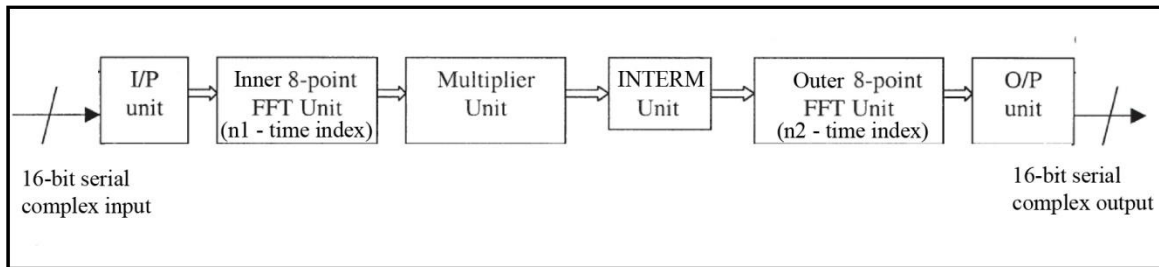 I/P
unit
Inner 8-point
FFT Unit
(n1 - time index)
Multiplier
Unit
INTERM
Unit
Outer 8-point
FFT Unit
(n2 - time index)
O/P
unit
16-bit serial
complex input
16-bit serial
complex output